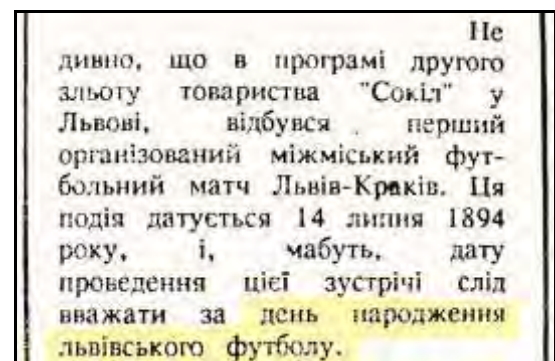 Не
дивно, що в програмі другого
зльоту товариства "Сокіл" у
Львові, відбувся перший
організований міжміський фут-
больний матч Львів-Краків. Ця
подія датується 14 липня 1894
року, і, мабуть, дату
проведення цієї зустрічі слід
вважати за день народження
львівського футболу.